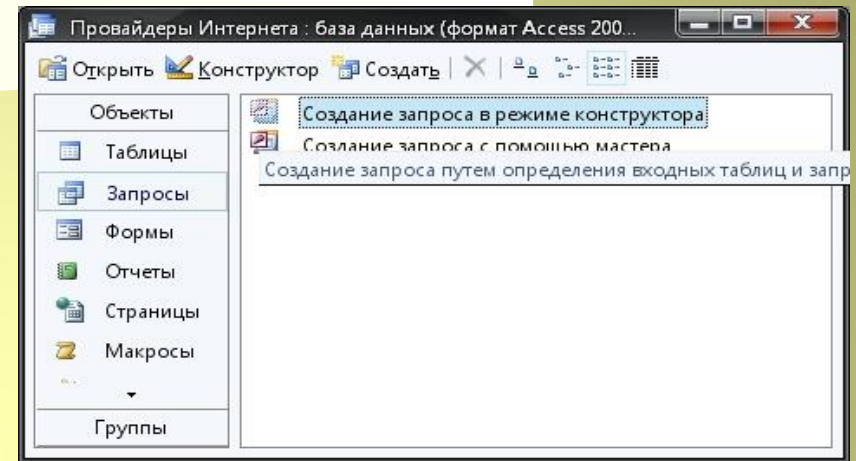 Провайдеры Интернета : база данных (формат Access 200...
Открыть Конструктор Создать
Объекты
Таблицы
Запросы
Формы
Отчеты
Страницы
Макросы
Группы
Создание запроса в режиме конструктора
Создание запроса с помощью мастера
Создание запроса путем определения входных таблиц и запр